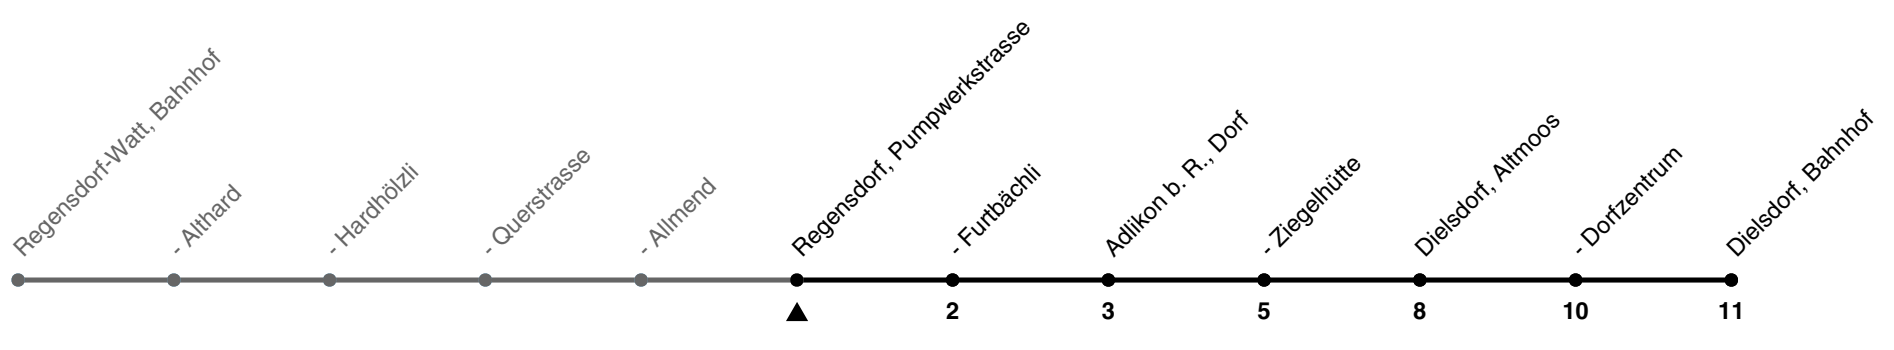 Regensdorf-Watt, Bahnhof
- Althard
- Hardhölzli
- Querstrasse
- Allmend
Regensdorf, Pumpwerkstrasse
- Furtbächli
Adlikon b. R., Dorf
- Ziegelhütte
Dielsdorf, Altmoos
- Dorfzentrum
Dielsdorf, Bahnhof
2 3 5 8 10 11